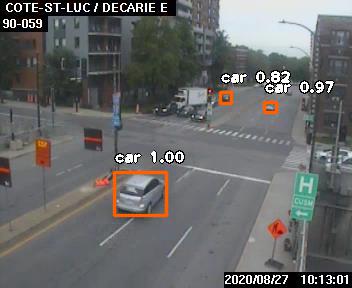 COTE-ST-LUC / DECARIE E
90-059
car 0.82
car 0.97
car 1.00
H
CUSM
2020/08/27 10:13:01